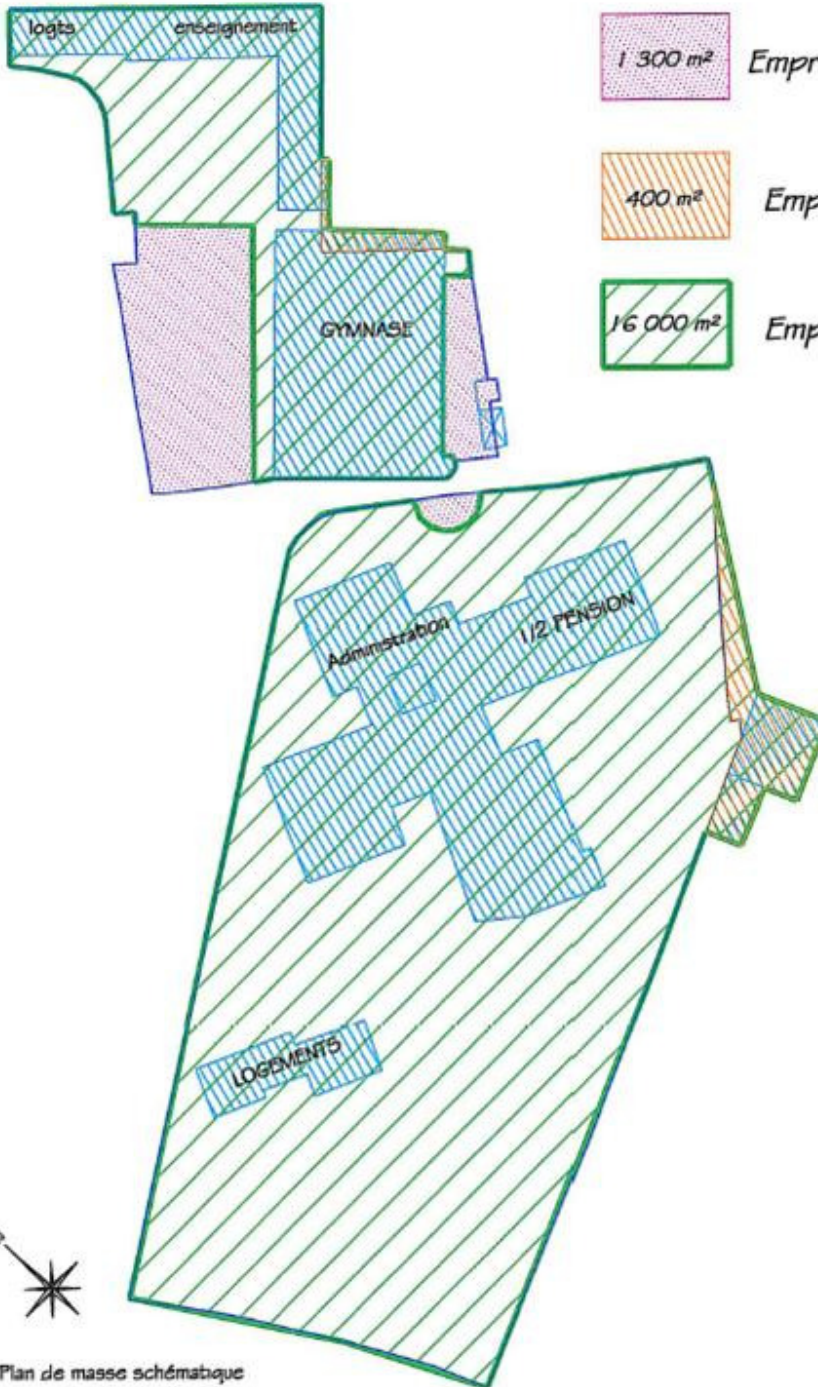 logts enseignement
1 300 m² Empr
400 m² Emp
16 000 m² Emp
GYMNASE
Administration
1/2 PENSION
LOGEMENTS
Plan de masse schématique